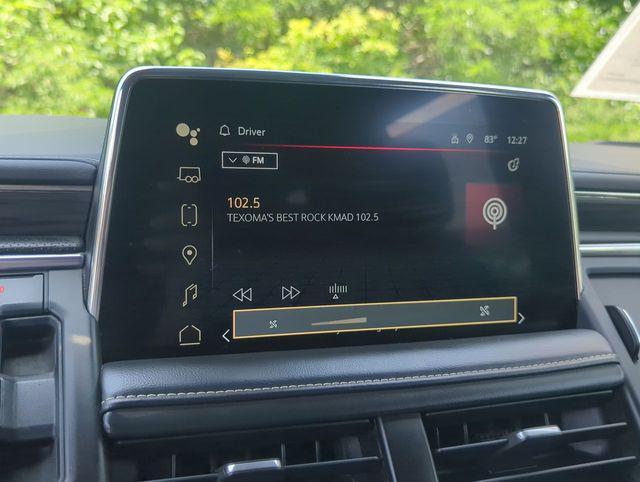 Driver
83° 12:27
FM
102.5
TEXOMA'S BEST ROCK KMAD 102.5